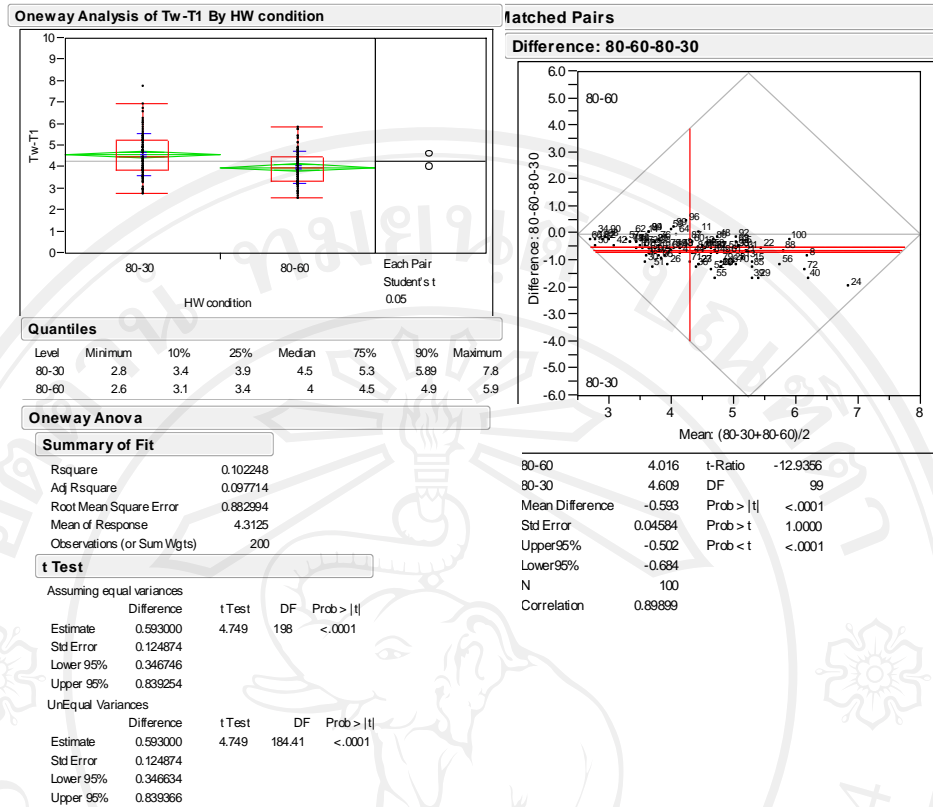 Oneway Analysis of Tw-T1 By HW condition
Tw-T1
10
9
8
7
6
5
4
3
2
1
0
80-30 80-60
HW condition
Each Pair
Student's t
0.05
Quantiles
Level Minimum 10% 25% Median 75% 90% Maximum
80-30 2.8 3.4 3.9 4.5 5.3 5.89 7.8
80-60 2.6 3.1 3.4 4 4.5 4.9 5.9
Oneway Anova
Summary of Fit
Rsquare 0.102248
Adj Rsquare 0.097714
Root Mean Square Error 0.882994
Mean of Response 4.3125
Observations (or Sum Wgts) 200
t Test
Assuming equal variances
Difference t Test DF Prob > |t|
Estimate 0.593000 4.749 198 <.0001
Std Error 0.124874
Lower 95% 0.346746
Upper 95% 0.839254
UnEqual Variances
Difference t Test DF Prob > |t|
Estimate 0.593000 4.749 184.41 <.0001
Std Error 0.124874
Lower 95% 0.346634
Upper 95% 0.839366
Matched Pairs
Difference: 80-60-80-30
Difference: 80-60-80-30
6.0
5.0
4.0
3.0
2.0
1.0
0.0
-1.0
-2.0
-3.0
-4.0
-5.0
-6.0
80-60
96
11
100
22
88
8
56
72
40
24
55
80-30
3 4 5 6 7 8
Mean: (80-30+80-60)/2
80-60 4.016 t-Ratio -12.9356
80-30 4.609 DF 99
Mean Difference -0.593 Prob > |t| <.0001
Std Error 0.04584 Prob > t 1.0000
Upper95% -0.502 Prob < t <.0001
Lower95% -0.684
N 100
Correlation 0.89899